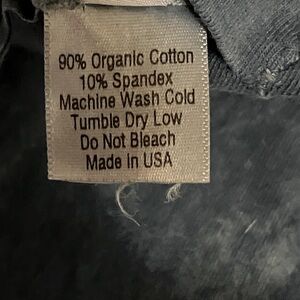 90% Organic Cotton
10% Spandex
Machine Wash Cold
Tumble Dry Low
Do Not Bleach
Made in USA